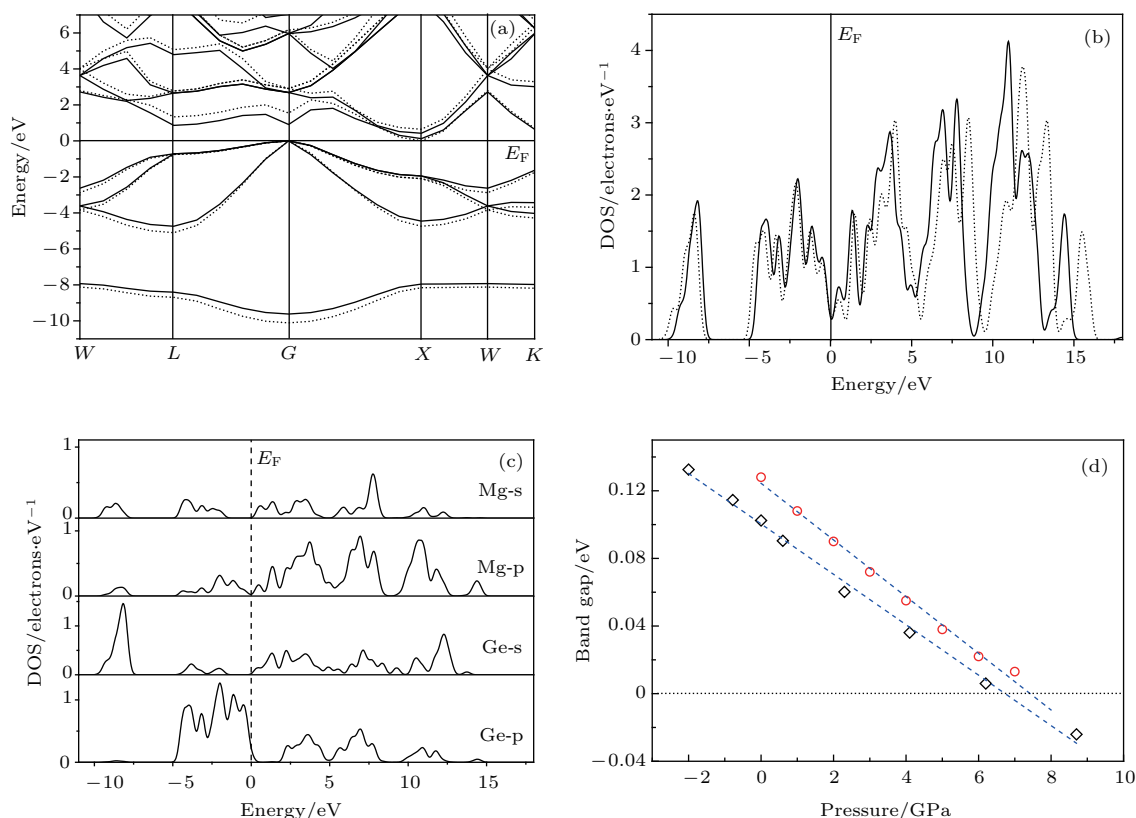 (a)
6
4
2
0
−2
−4
−6
−8
−10
Energy/eV
E_F
W L G X W K
(b)
E_F
4
3
2
1
0
DOS/electrons·eV⁻¹
−10 −5 0 5 10 15
Energy/eV
(c)
E_F
1
0
Mg-s
1
0
Mg-p
1
0
Ge-s
1
0
Ge-p
DOS/electrons·eV⁻¹
−10 −5 0 5 10 15
Energy/eV
(d)
0.12
0.08
0.04
0
−0.04
Band gap/eV
−2 0 2 4 6 8 10
Pressure/GPa